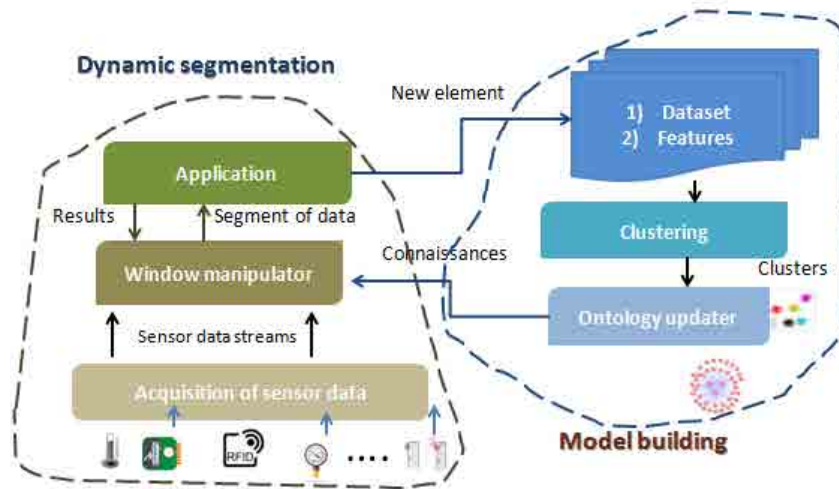 Dynamic segmentation
New element
1) Dataset
2) Features
Application
Results
Segment of data
Clustering
Window manipulator
Connaissances
Clusters
Ontology updater
Sensor data streams
Acquisition of sensor data
RFID
....
Model building